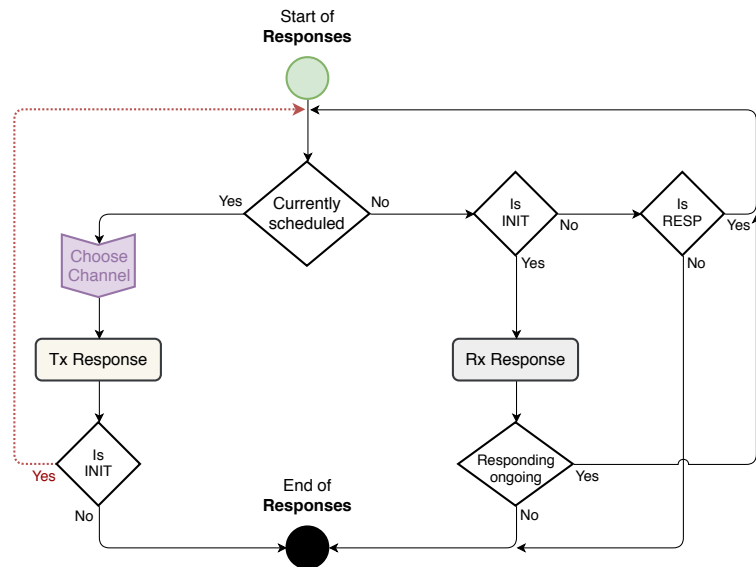 Start of
Responses
Yes
Currently
scheduled
No
Is
INIT
No
Is
RESP
Yes
No
Yes
Choose
Channel
Tx Response
Rx Response
Is
INIT
Yes
No
Responding
ongoing
Yes
No
End of
Responses